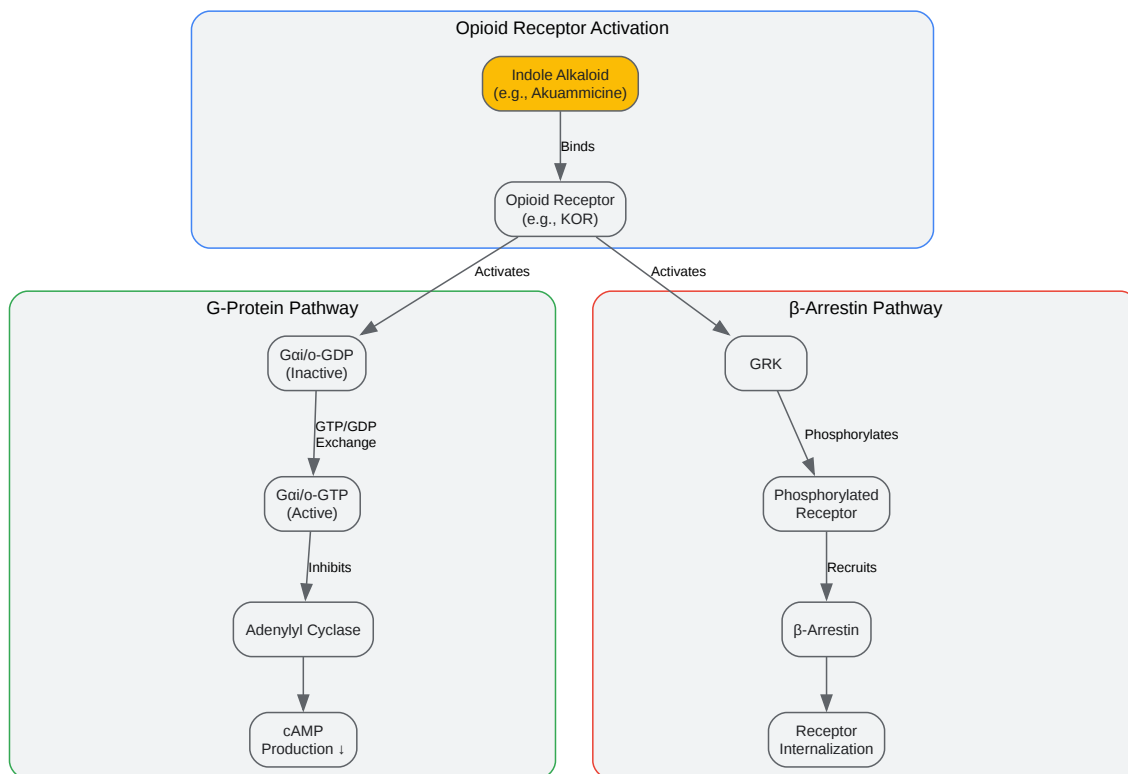 Opioid Receptor Activation
Indole Alkaloid
(e.g., Akuammicine)
Binds
Opioid Receptor
(e.g., KOR)
Activates
Activates
G-Protein Pathway
Gαi/o-GDP
(Inactive)
GTP/GDP
Exchange
Gαi/o-GTP
(Active)
Inhibits
Adenylyl Cyclase
cAMP
Production ↓
β-Arrestin Pathway
GRK
Phosphorylates
Phosphorylated
Receptor
Recruits
β-Arrestin
Receptor
Internalization